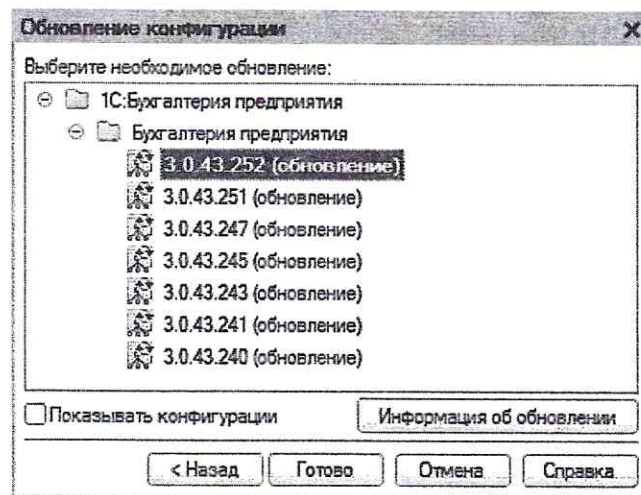 Обновление конфигурации
Выберите необходимое обновление:
1С:Бухгалтерия предприятия
Бухгалтерия предприятия
3.0.43.252 (обновление)
3.0.43.251 (обновление)
3.0.43.247 (обновление)
3.0.43.245 (обновление)
3.0.43.243 (обновление)
3.0.43.241 (обновление)
3.0.43.240 (обновление)
Показывать конфигурации Информация об обновлении
< Назад Готово Отмена Справка